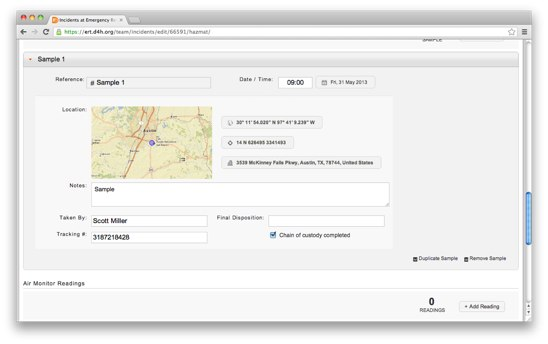 Incidents at Emergency R
https://ert.d4h.org/team/incidents/edit/66591/hazmat/
SAMPLE
Sample 1
Reference: # Sample 1 Date / Time: 09:00 Fri, 31 May 2013
Location:
Austin
30° 11' 54.025" N 97° 41' 9.239" W
14 N 626495 3341493
3539 McKinney Falls Pkwy, Austin, TX, 78744, United States
Notes: Sample
Taken By: Scott Miller Final Disposition:
Tracking #: 3187218428 Chain of custody completed
Duplicate Sample Remove Sample
Air Monitor Readings
0
READINGS
+ Add Reading